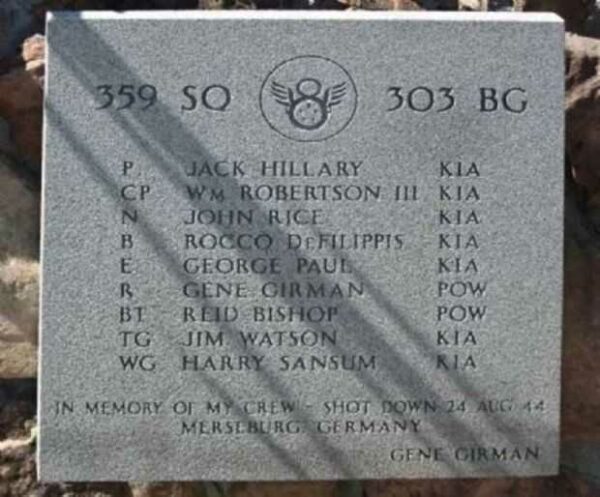 359 SQ 8 303 BG
P JACK HILLARY KIA
CP WM ROBERTSON III KIA
N JOHN RICE KIA
B ROCCO DEFILIPPIS KIA
E GEORGE PAUL KIA
R GENE GIRMAN POW
BT REID BISHOP POW
TG JIM WATSON KIA
WG HARRY SANSUM KIA
IN MEMORY OF MY CREW - SHOT DOWN 24 AUG 44
MERSEBURG, GERMANY
GENE GIRMAN